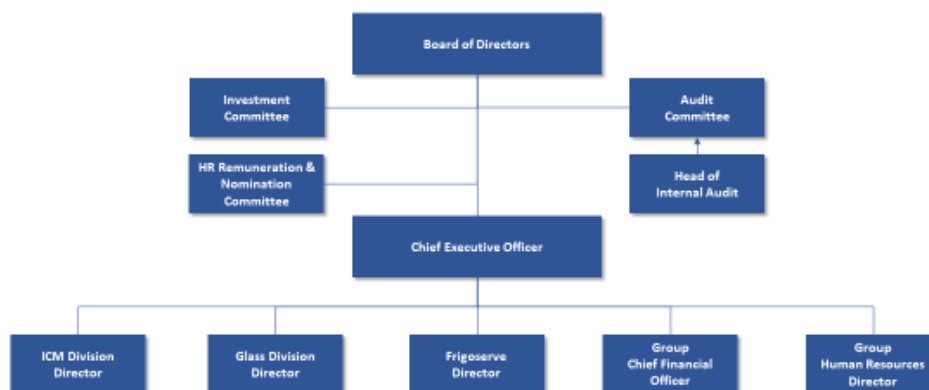 Board of Directors
Investment
Committee
Audit
Committee
HR Remuneration &
Nomination
Committee
Head of
Internal Audit
Chief Executive Officer
ICM Division
Director
Glass Division
Director
Frigoserve
Director
Group
Chief Financial
Officer
Group
Human Resources
Director